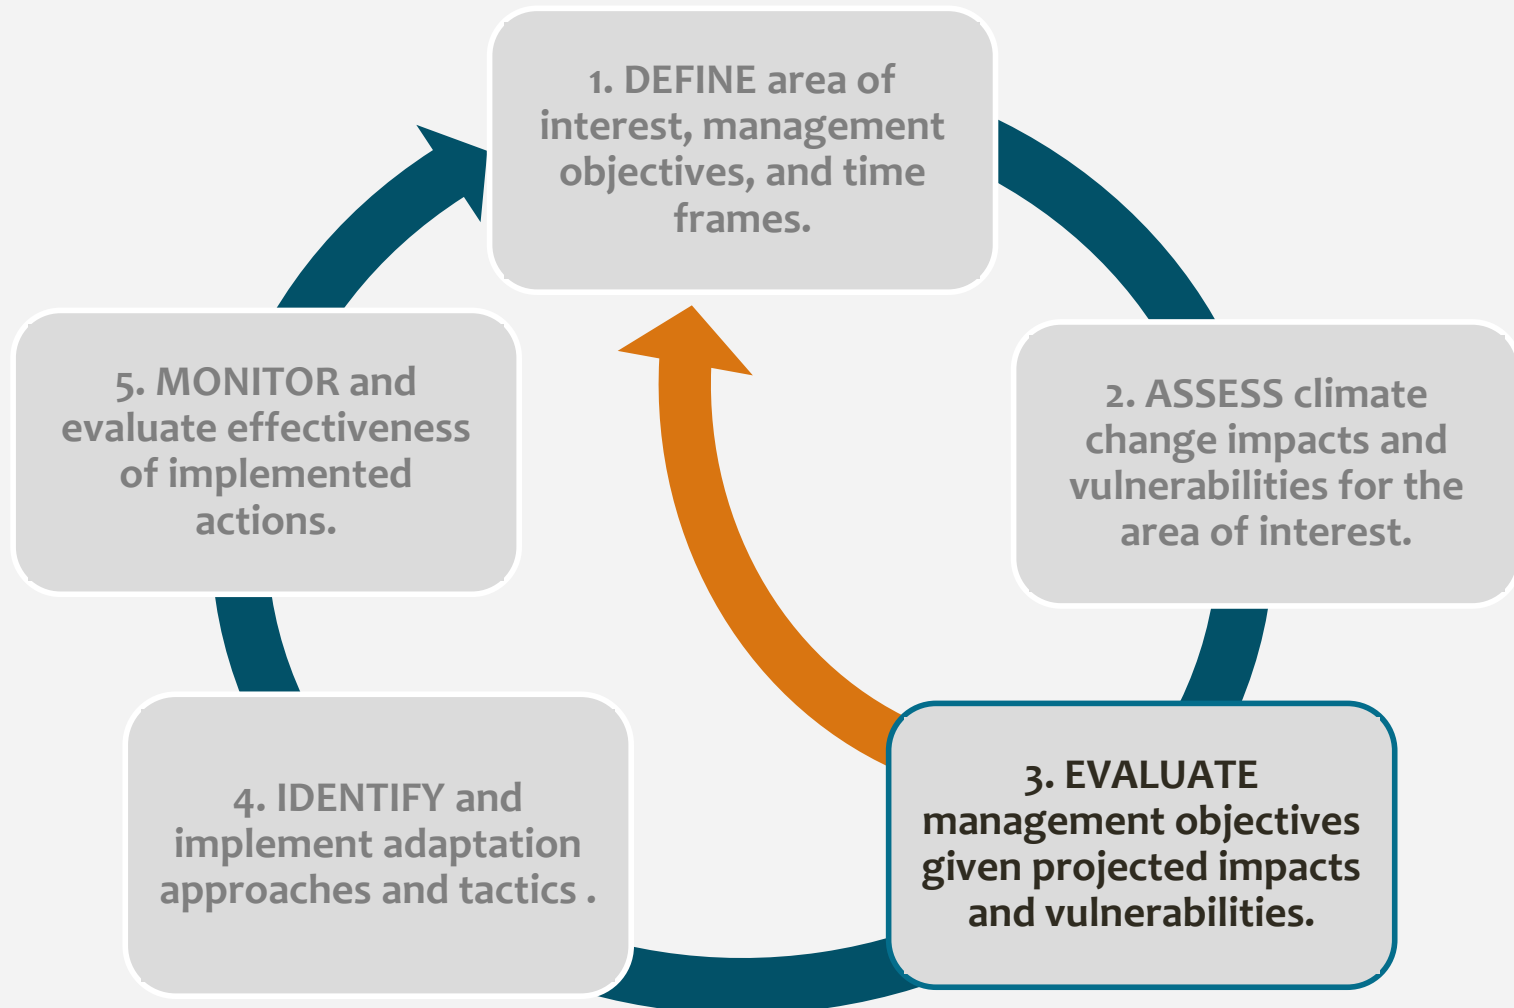 1. DEFINE area of
interest, management
objectives, and time
frames.
2. ASSESS climate
change impacts and
vulnerabilities for the
area of interest.
3. EVALUATE
management objectives
given projected impacts
and vulnerabilities.
4. IDENTIFY and
implement adaptation
approaches and tactics .
5. MONITOR and
evaluate effectiveness
of implemented
actions.